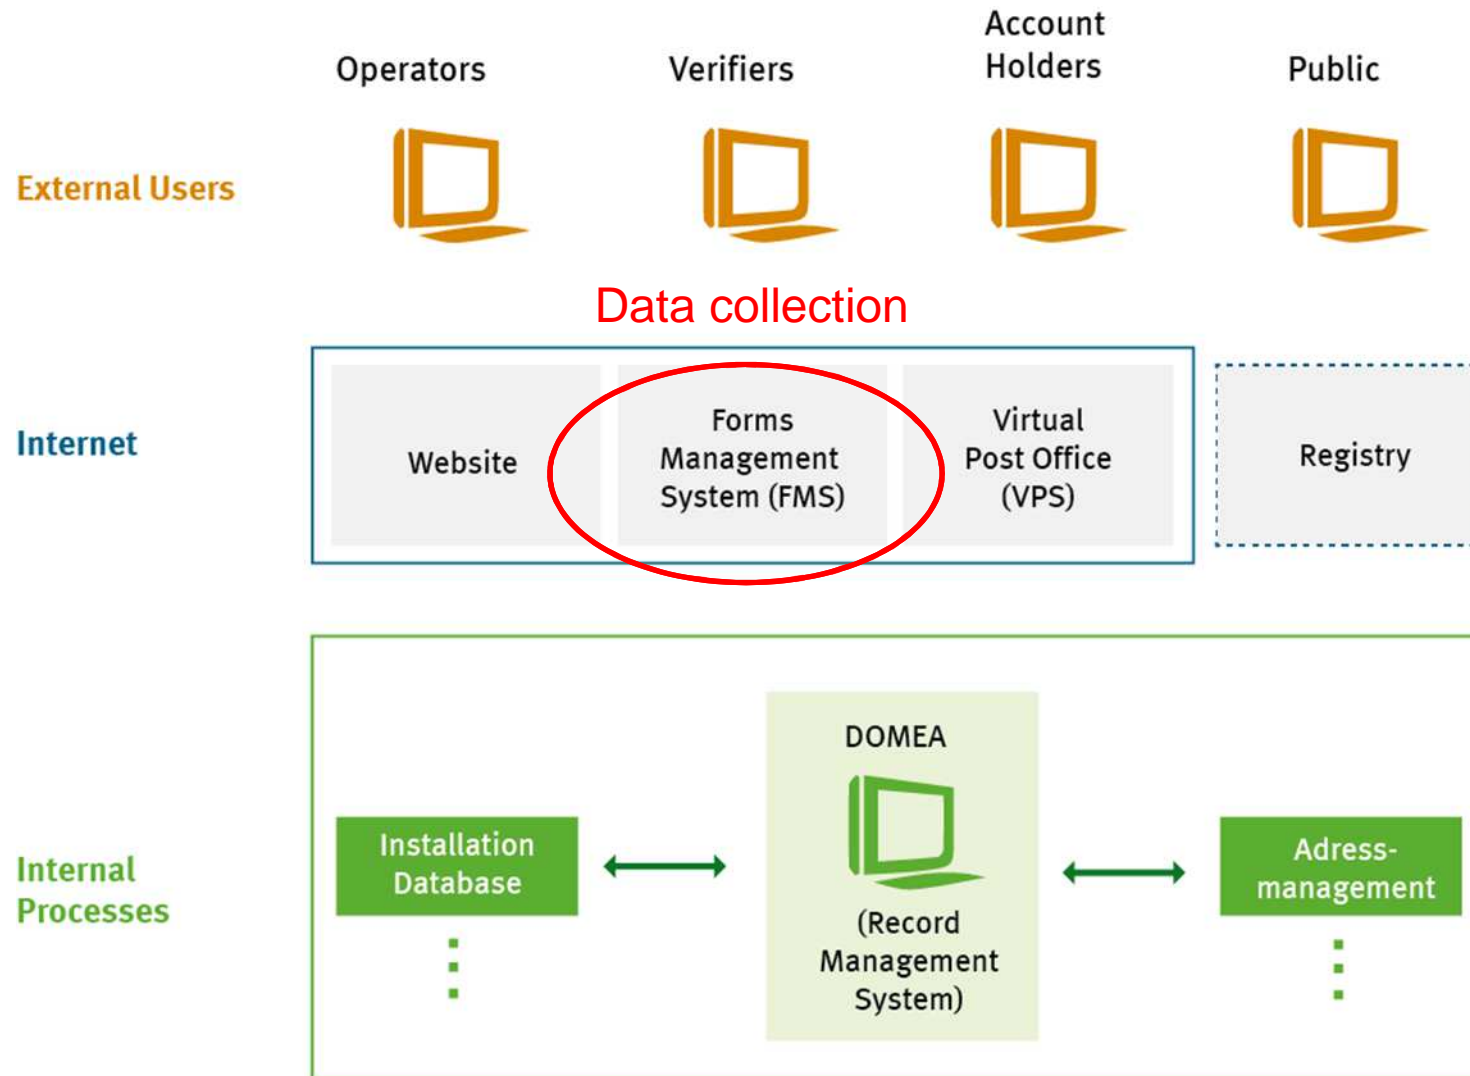 Operators
Verifiers
Account
Holders
Public
External Users
Data collection
Internet
Website
Forms
Management
System (FMS)
Virtual
Post Office
(VPS)
Registry
Internal
Processes
Installation
Database
DOMEA
(Record
Management
System)
Adress-
management